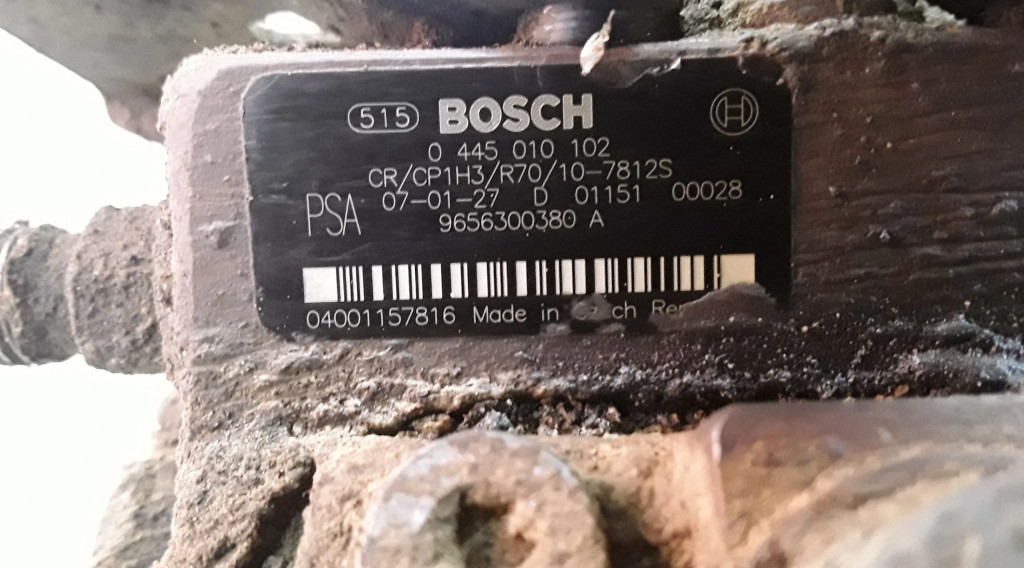 515 BOSCH
0 445 010 102
CR/CP1H3/R70/10-7812S
PSA 07-01-27 D 01151 00028
9656300380 A
04001157816 Made in